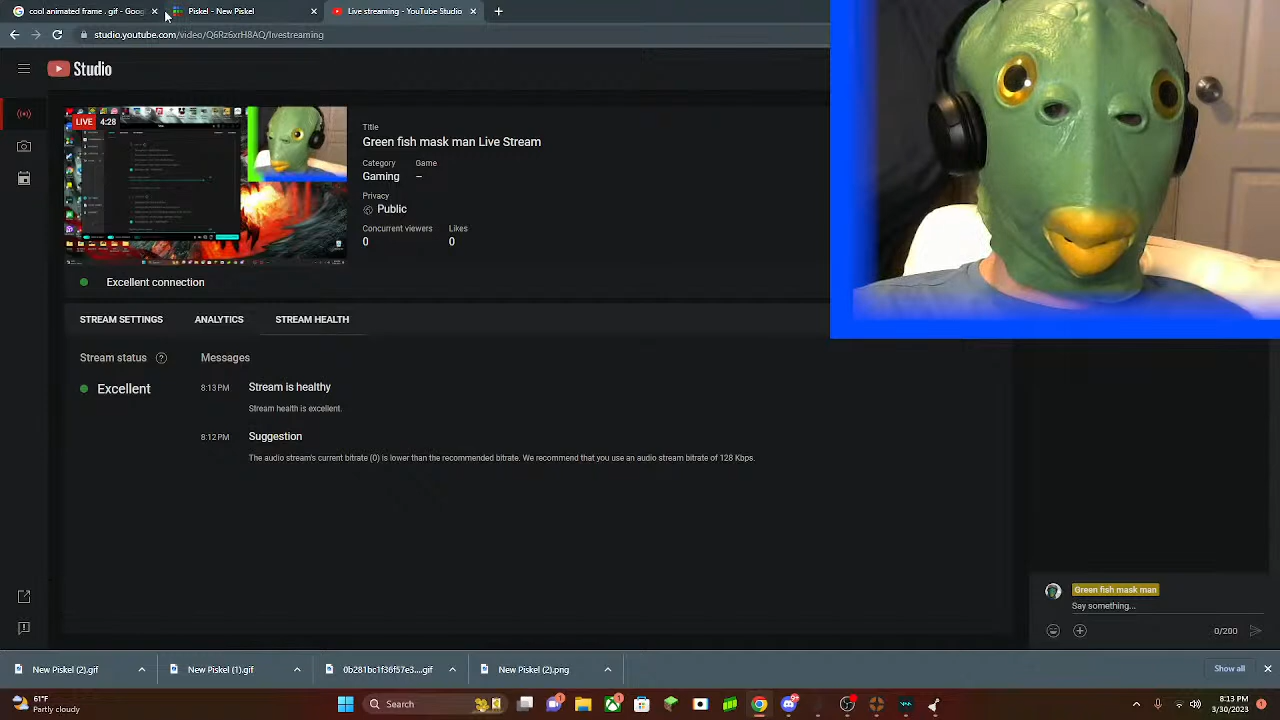 cool animated fame .gif - Goog
Piskel - New Piskel
Live streaming - YouTube Studio
studio.youtube.com/video/Q6Rz6xrH8AQ/livestreaming
Studio
LIVE 4:28
Title
Green fish mask man Live Stream
Category Game
Gaming —
Privacy
Public
Concurrent viewers Likes
0 0
Excellent connection
STREAM SETTINGS ANALYTICS STREAM HEALTH
Stream status Messages
Excellent 8:13 PM Stream is healthy
Stream health is excellent.
8:12 PM Suggestion
The audio stream's current bitrate (0) is lower than the recommended bitrate. We recommend that you use an audio stream bitrate of 128 Kbps.
Green fish mask man
Say something...
0/200
New Piskel (2).gif
New Piskel (1).gif
0b281bc1f36f57e3....gif
New Piskel (2).png
Show all
51°F
Partly cloudy
Search
8:13 PM
3/30/2023